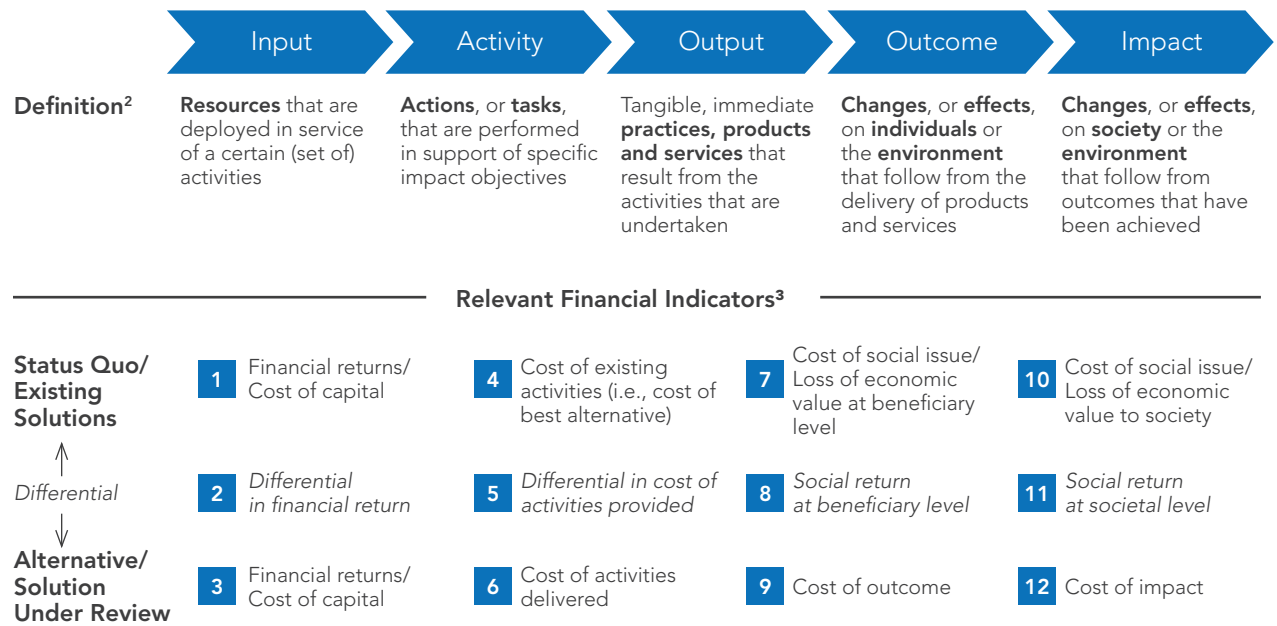 Input
Activity
Output
Outcome
Impact
Definition²
Resources that are
deployed in service
of a certain (set of)
activities
Actions, or tasks,
that are performed
in support of specific
impact objectives
Tangible, immediate
practices, products
and services that
result from the
activities that are
undertaken
Changes, or effects,
on individuals or
the environment
that follow from the
delivery of products
and services
Changes, or effects,
on society or the
environment
that follow from
outcomes that have
been achieved
Relevant Financial Indicators³
Status Quo/
Existing
Solutions
1
Financial returns/
Cost of capital
4
Cost of existing
activities (i.e., cost of
best alternative)
7
Cost of social issue/
Loss of economic
value at beneficiary
level
10
Cost of social issue/
Loss of economic
value to society
Differential
2
Differential
in financial return
5
Differential in cost of
activities provided
8
Social return
at beneficiary level
11
Social return
at societal level
Alternative/
Solution
Under Review
3
Financial returns/
Cost of capital
6
Cost of activities
delivered
9
Cost of outcome
12
Cost of impact